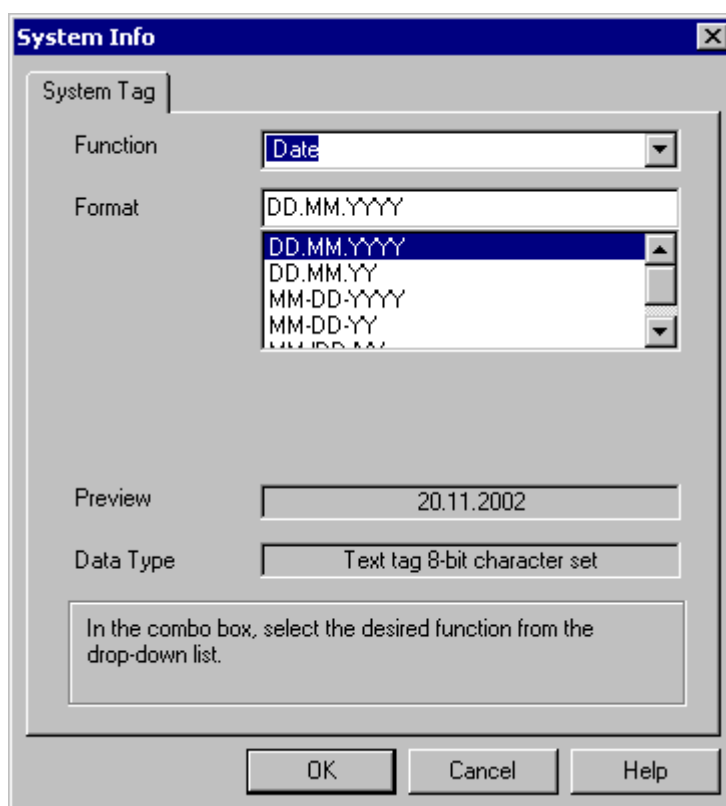 System Info
System Tag
Function
Date
Format
DD.MM.YYYY
DD.MM.YYYY
DD.MM.YY
MM-DD-YYYY
MM-DD-YY
Preview
20.11.2002
Data Type
Text tag 8-bit character set
In the combo box, select the desired function from the
drop-down list.
OK
Cancel
Help